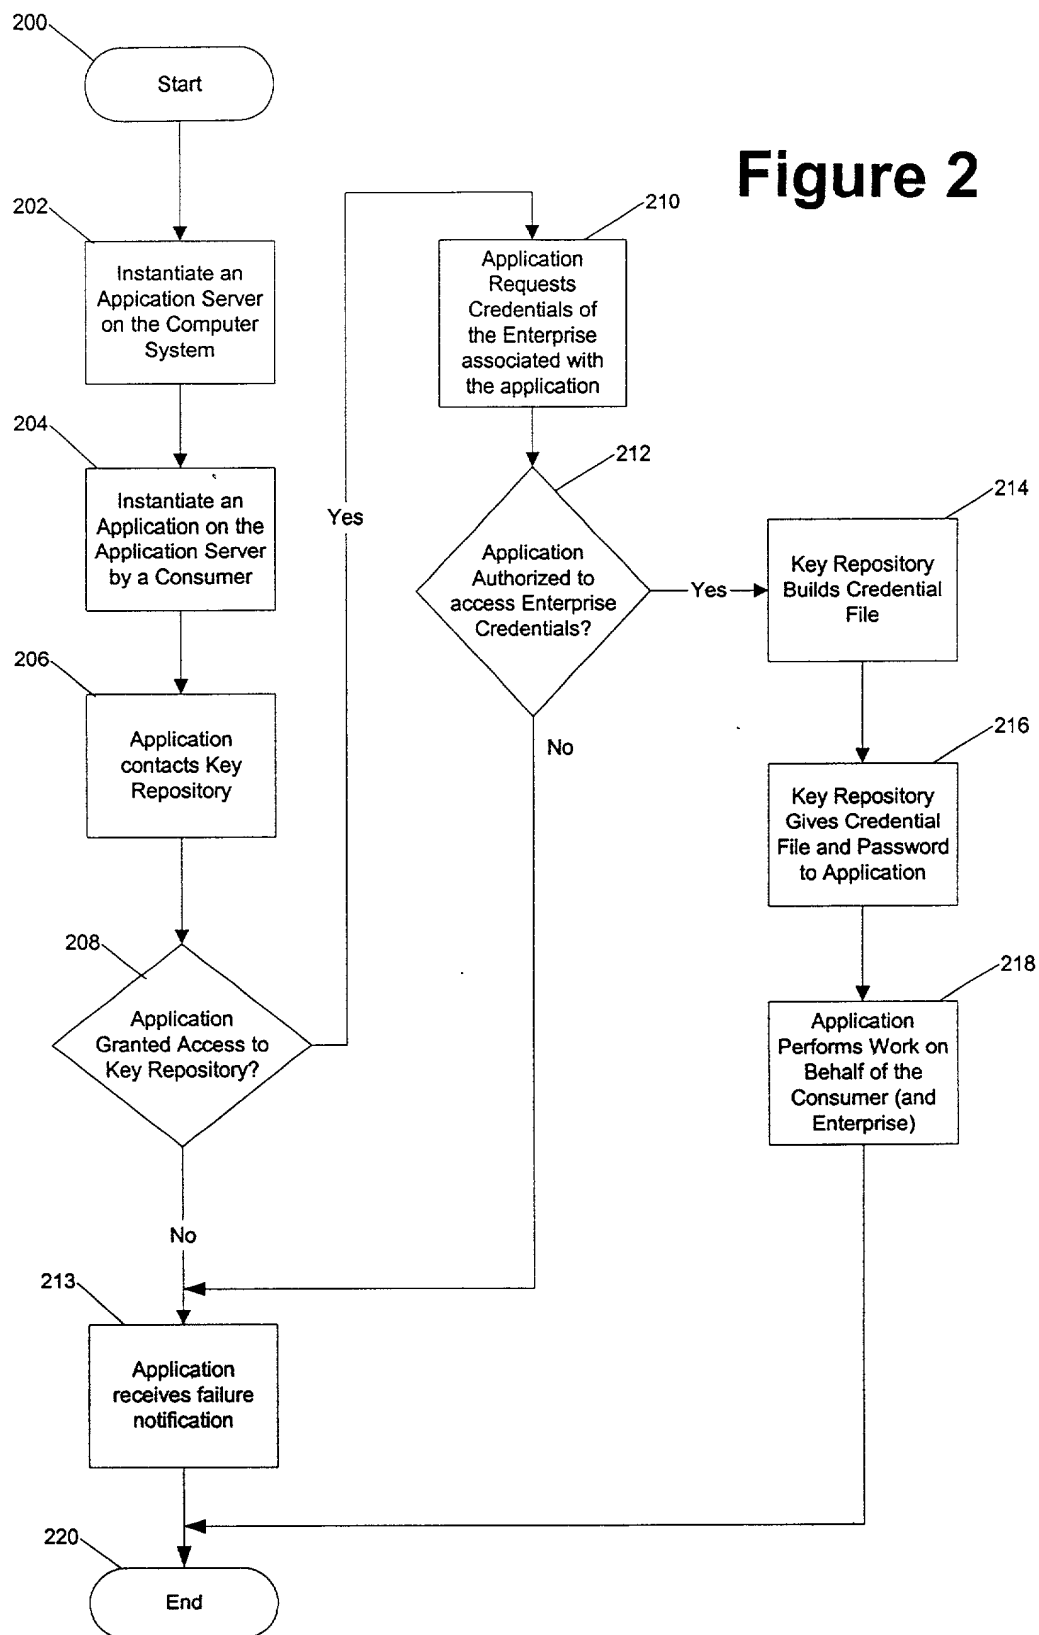 200
Start
Figure 2
202
Instantiate an
Appication Server
on the Computer
System
204
Instantiate an
Application on the
Application Server
by a Consumer
206
Application
contacts Key
Repository
208
Application
Granted Access to
Key Repository?
Yes
No
210
Application
Requests
Credentials of
the Enterprise
associated with
the application
212
Application
Authorized to
access Enterprise
Credentials?
Yes
No
213
Application
receives failure
notification
214
Key Repository
Builds Credential
File
216
Key Repository
Gives Credential
File and Password
to Application
218
Application
Performs Work on
Behalf of the
Consumer (and
Enterprise)
220
End